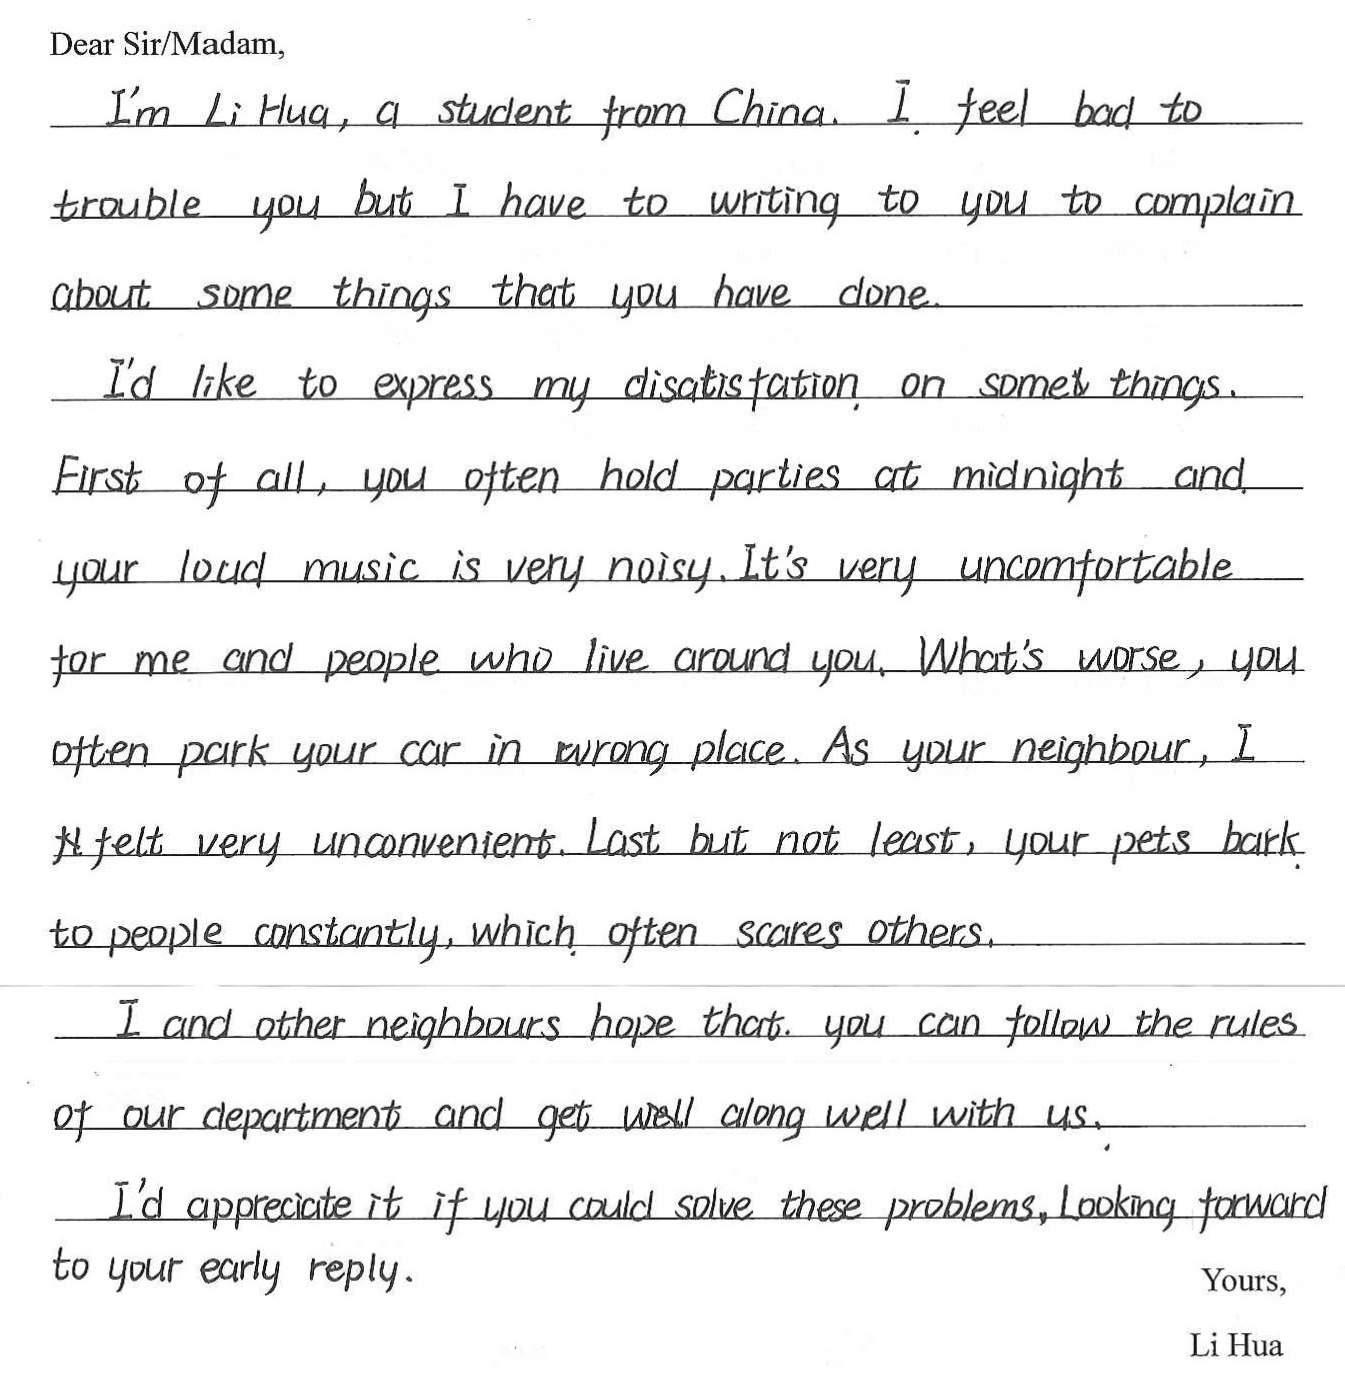 Dear Sir/Madam,
I'm Li Hua, a student from China. I feel bad to
trouble you but I have to writing to you to complain
about some things that you have done.
I'd like to express my disatisfation on some things.
First of all, you often hold parties at midnight and
your loud music is very noisy. It's very uncomfortable
for me and people who live around you. What's worse, you
often park your car in wrong place. As your neighbour, I
felt very unconvenient. Last but not least, your pets bark
to people constantly, which often scares others.
I and other neighbours hope that. you can follow the rules
of our department and get well along well with us.
I'd appreciate it if you could solve these problems, Looking forward
to your early reply.
Yours,
Li Hua